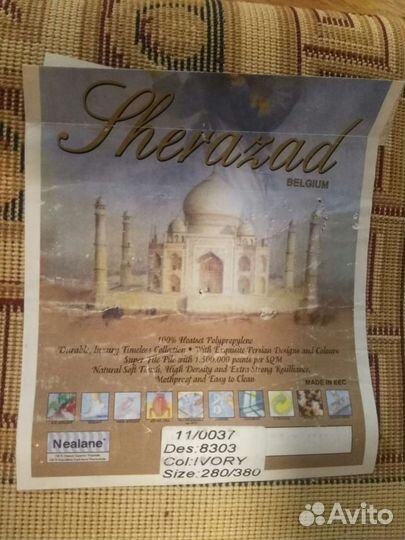 Sherazad
BELGIUM
100% Heatset Polypropylene
Durable, luxury Timeless Collection • With Exquisite Persian Designs and Colours
Super Fine Pile with 1.500.000 points per SQM
Natural Soft Touch, High Density and Extra Strong Resilliance,
Mothproof and Easy to Clean
MADE IN EEC
Nealane
11/0037
Des:8303
Col:IVORY
Size:280/380
Avito